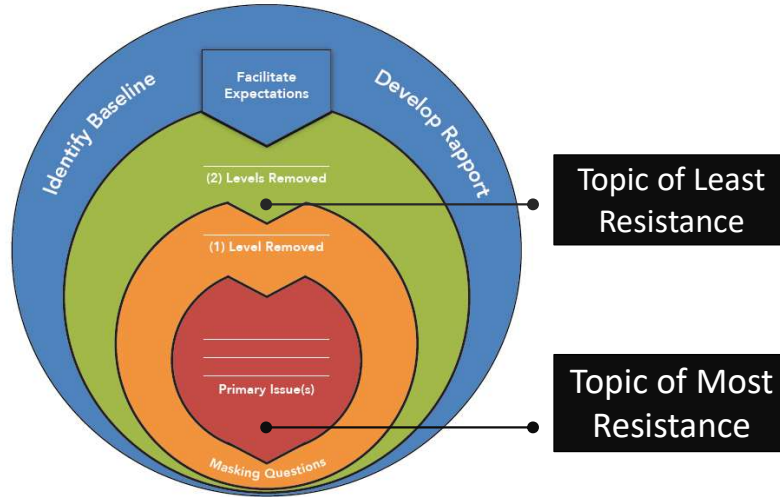 Identify Baseline
Facilitate
Expectations
Develop Rapport
(2) Levels Removed
Topic of Least
Resistance
(1) Level Removed
Primary Issue(s)
Topic of Most
Resistance
Masking Questions